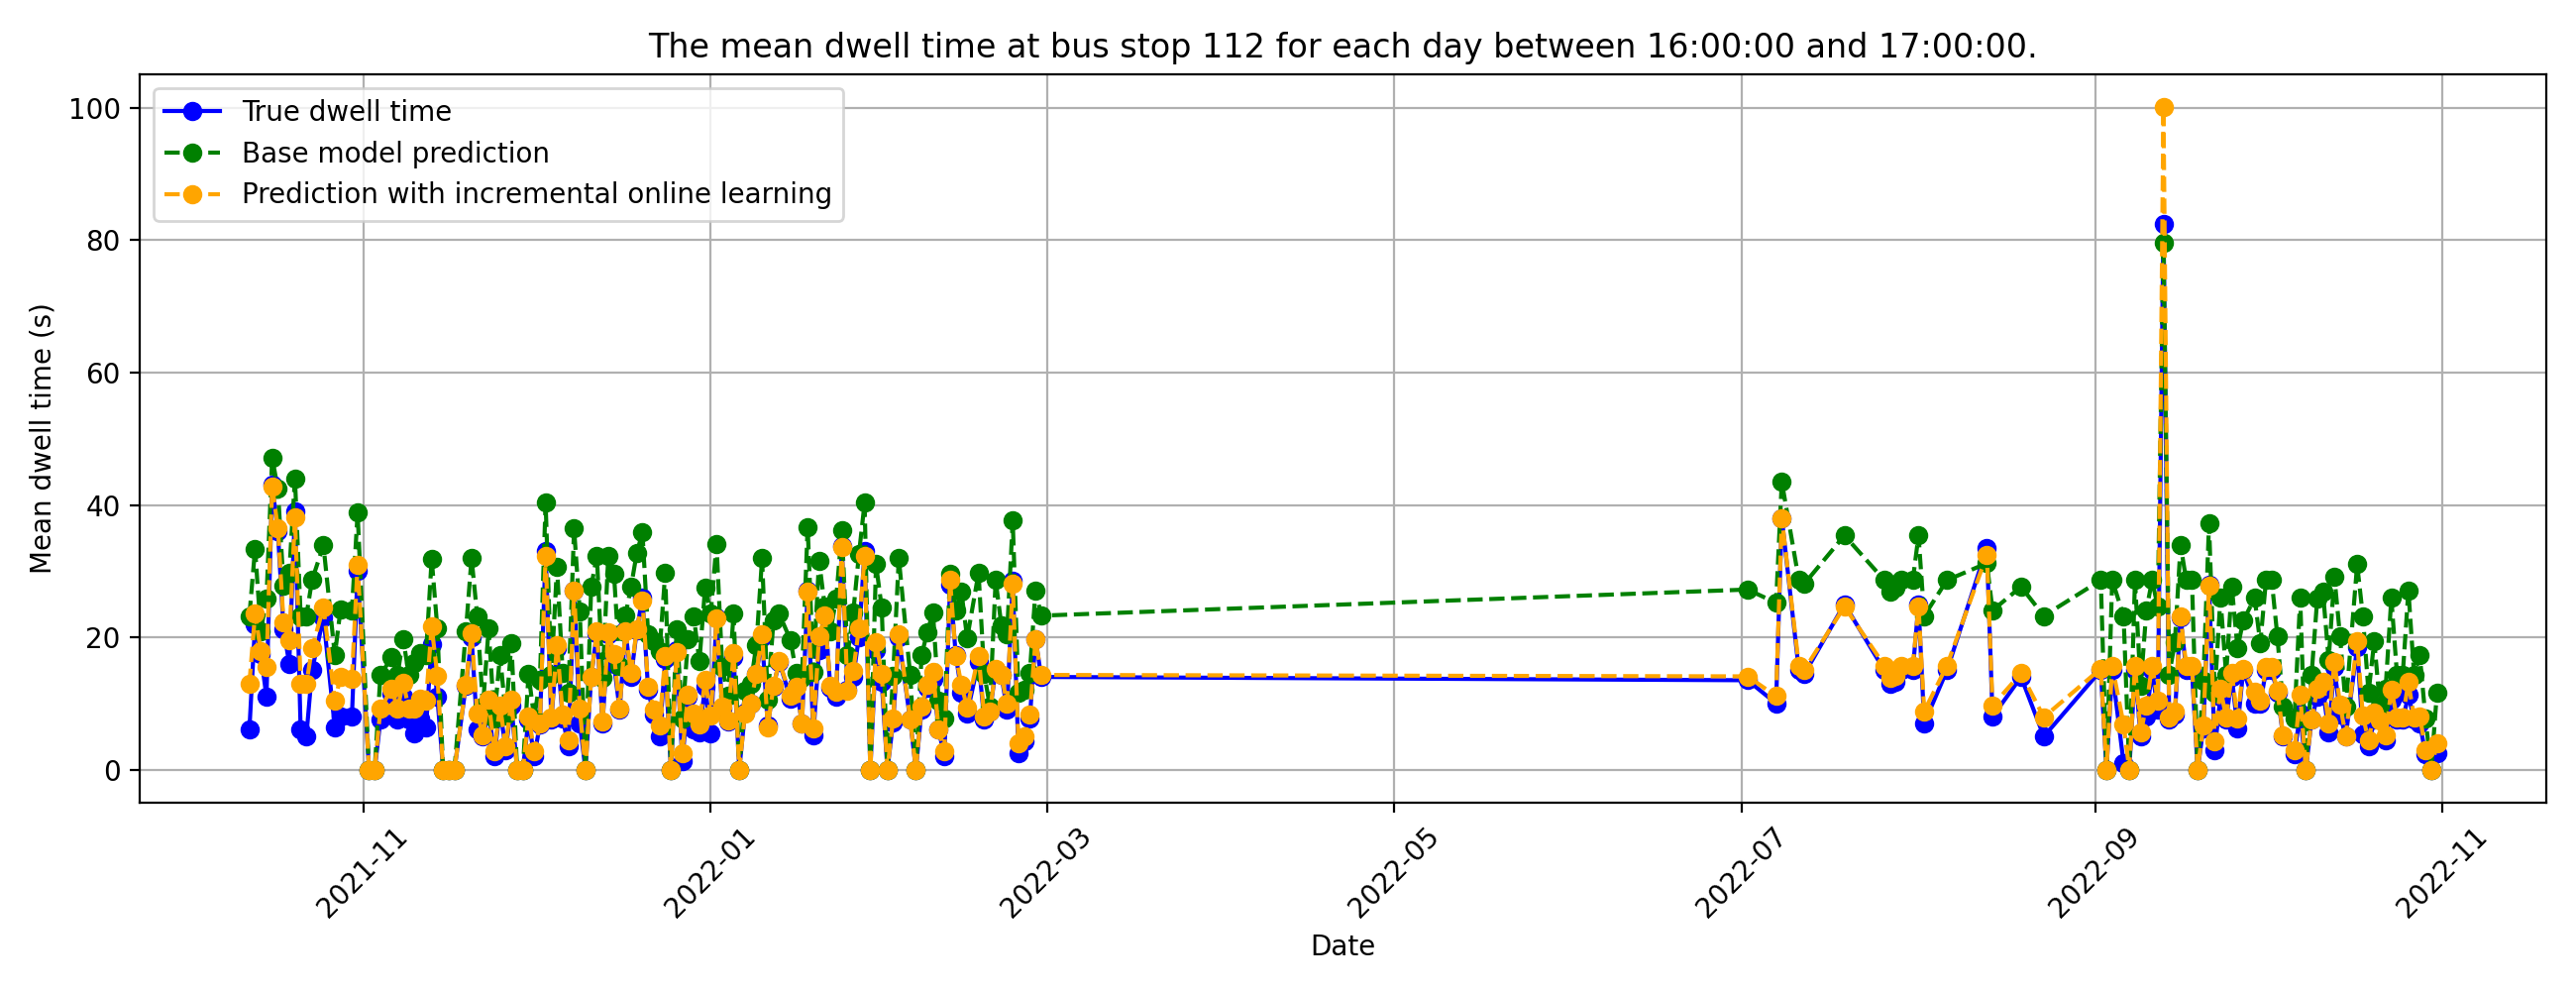 The mean dwell time at bus stop 112 for each day between 16:00:00 and 17:00:00.
True dwell time
Base model prediction
Prediction with incremental online learning
Mean dwell time (s)
100
80
60
40
20
0
2021-11
2022-01
2022-03
2022-05
2022-07
2022-09
2022-11
Date